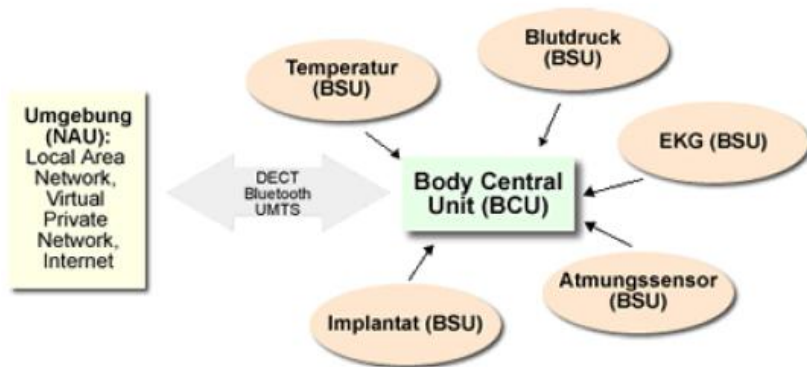 Umgebung
(NAU):
Local Area
Network,
Virtual
Private
Network,
Internet
DECT
Bluetooth
UMTS
Temperatur
(BSU)
Blutdruck
(BSU)
EKG (BSU)
Body Central
Unit (BCU)
Atmungssensor
(BSU)
Implantat (BSU)